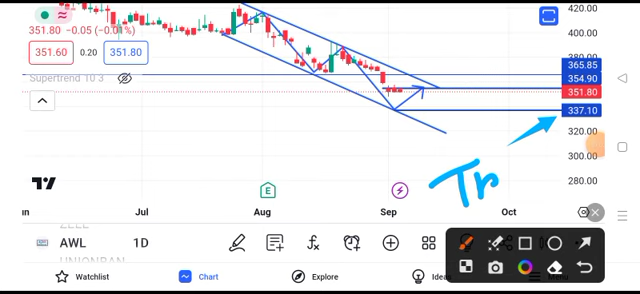 420.00
400.00
351.80 −0.05 (−0.01%)
351.60 0.20 351.80
380.00
365.85
354.90
351.80
337.10
Supertrend 10 3
320.00
300.00
280.00
Tr
E
Jul Aug Sep Oct
AWL 1D
UNIONBAN
Watchlist Chart Explore Ideas Menu